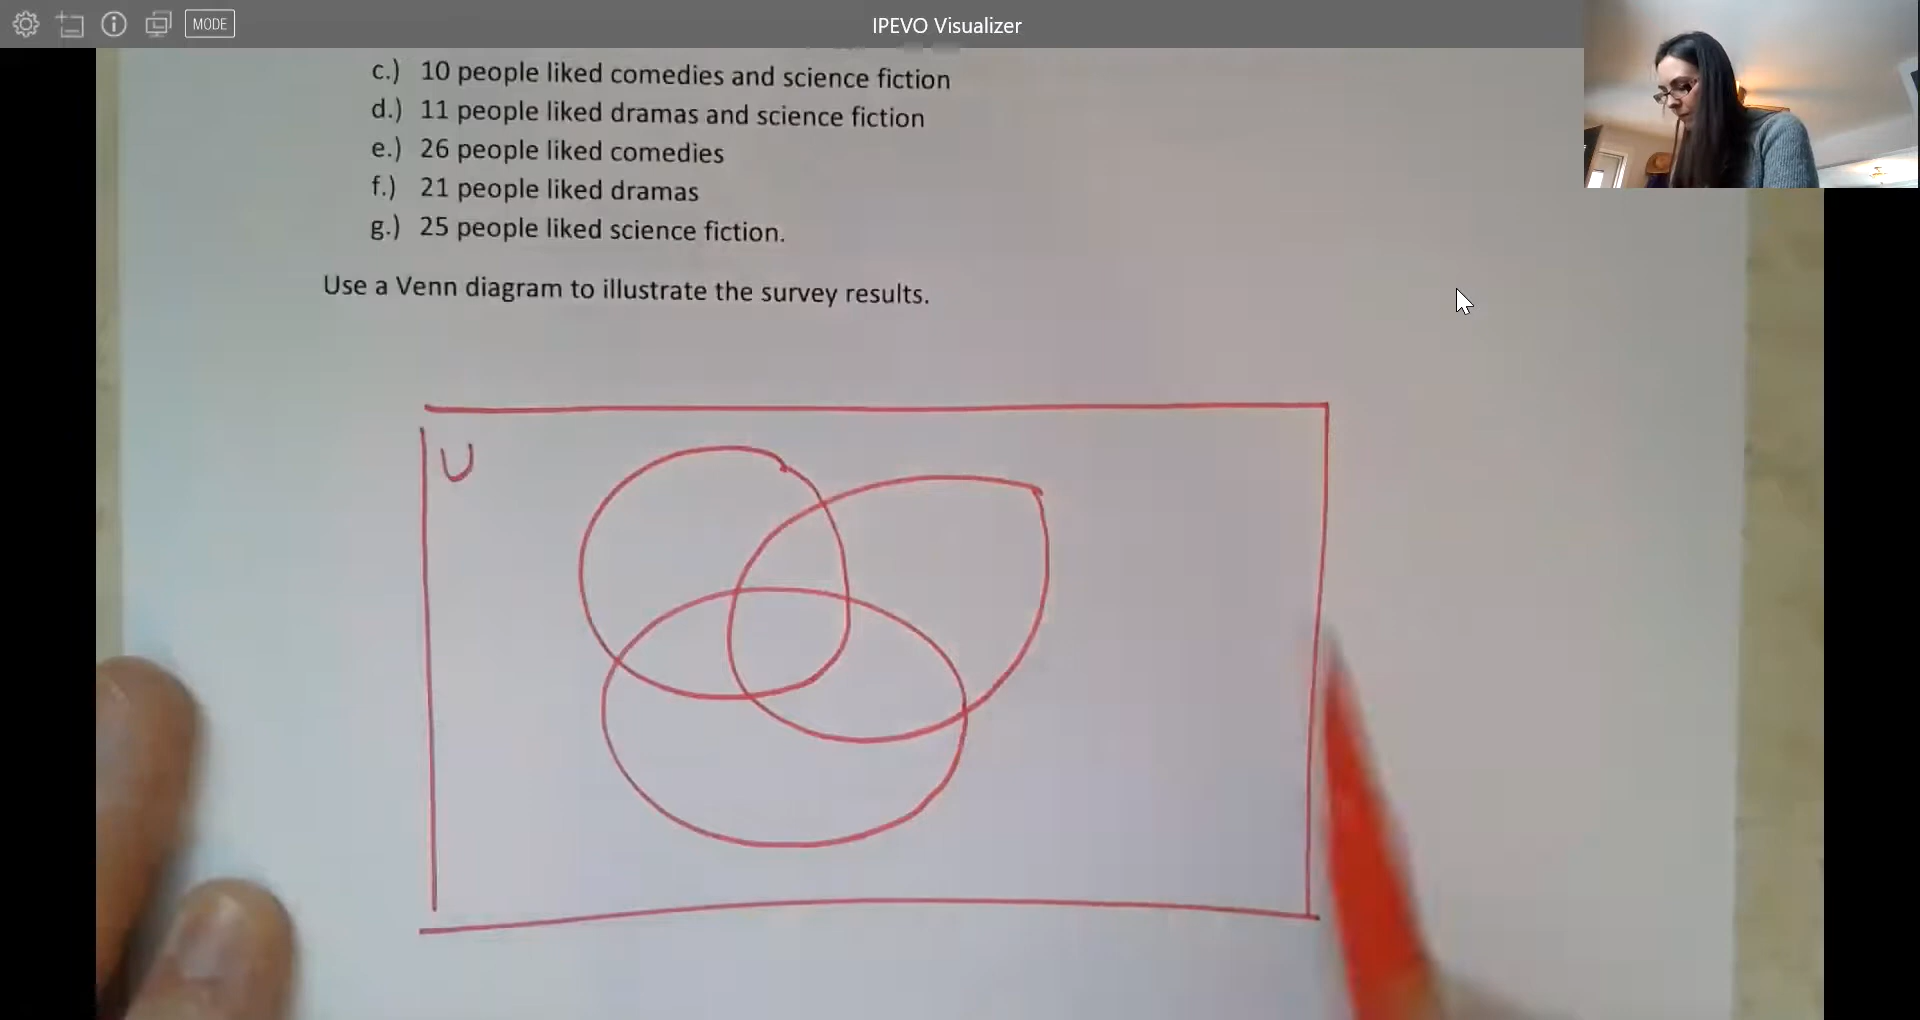 MODE
IPEVO Visualizer
c.) 10 people liked comedies and science fiction
d.) 11 people liked dramas and science fiction
e.) 26 people liked comedies
f.) 21 people liked dramas
g.) 25 people liked science fiction.
Use a Venn diagram to illustrate the survey results.
U